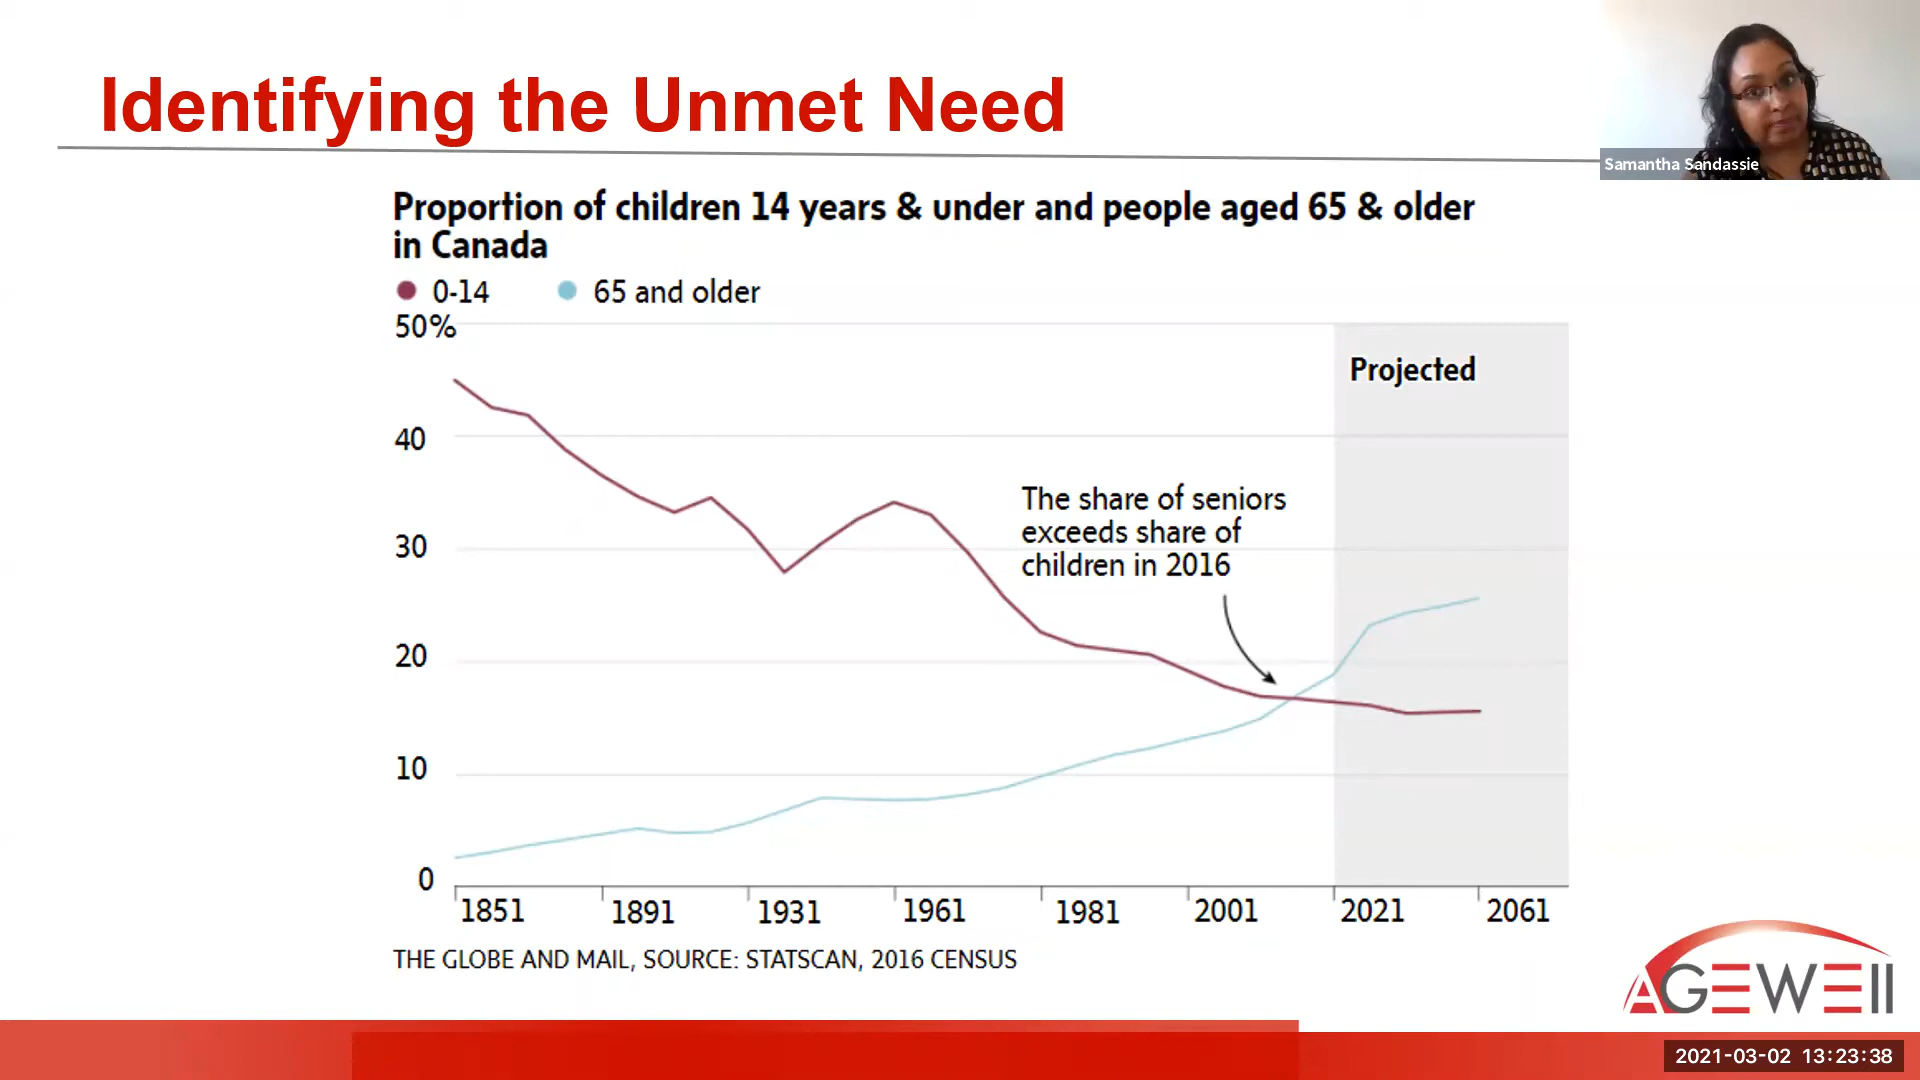 Identifying the Unmet Need
Samantha Sandassie
Proportion of children 14 years & under and people aged 65 & older
in Canada
0-14 65 and older
50%
Projected
40
The share of seniors
exceeds share of
children in 2016
30
20
10
0
1851 1891 1931 1961 1981 2001 2021 2061
THE GLOBE AND MAIL, SOURCE: STATSCAN, 2016 CENSUS
AGEWELL
2021-03-02 13:23:38